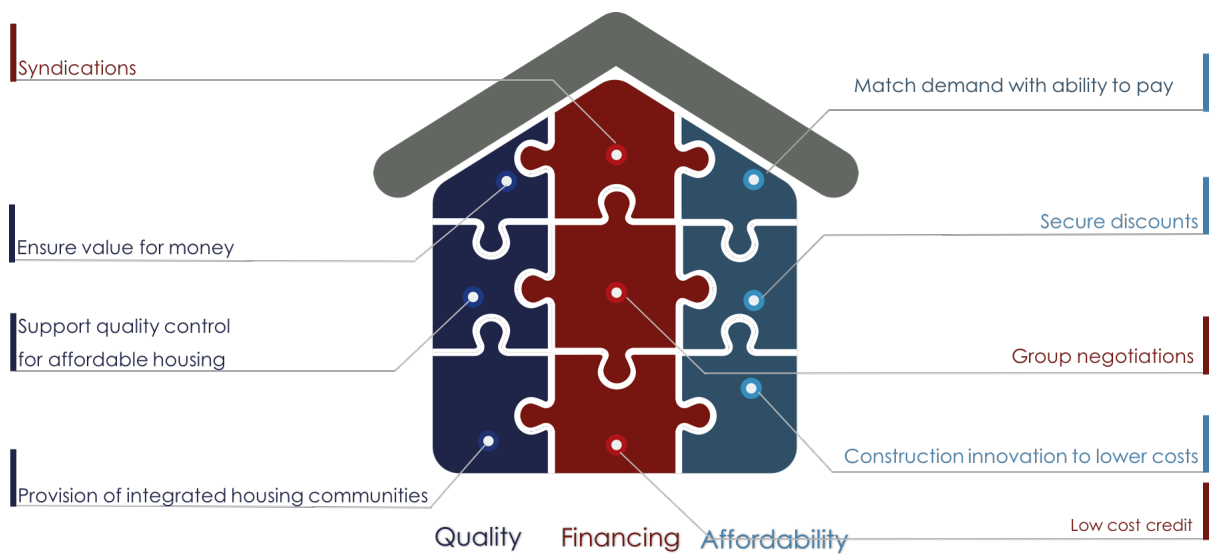 Syndications
Ensure value for money
Support quality control
for affordable housing
Provision of integrated housing communities
Match demand with ability to pay
Secure discounts
Group negotiations
Construction innovation to lower costs
Low cost credit
Quality Financing Affordability